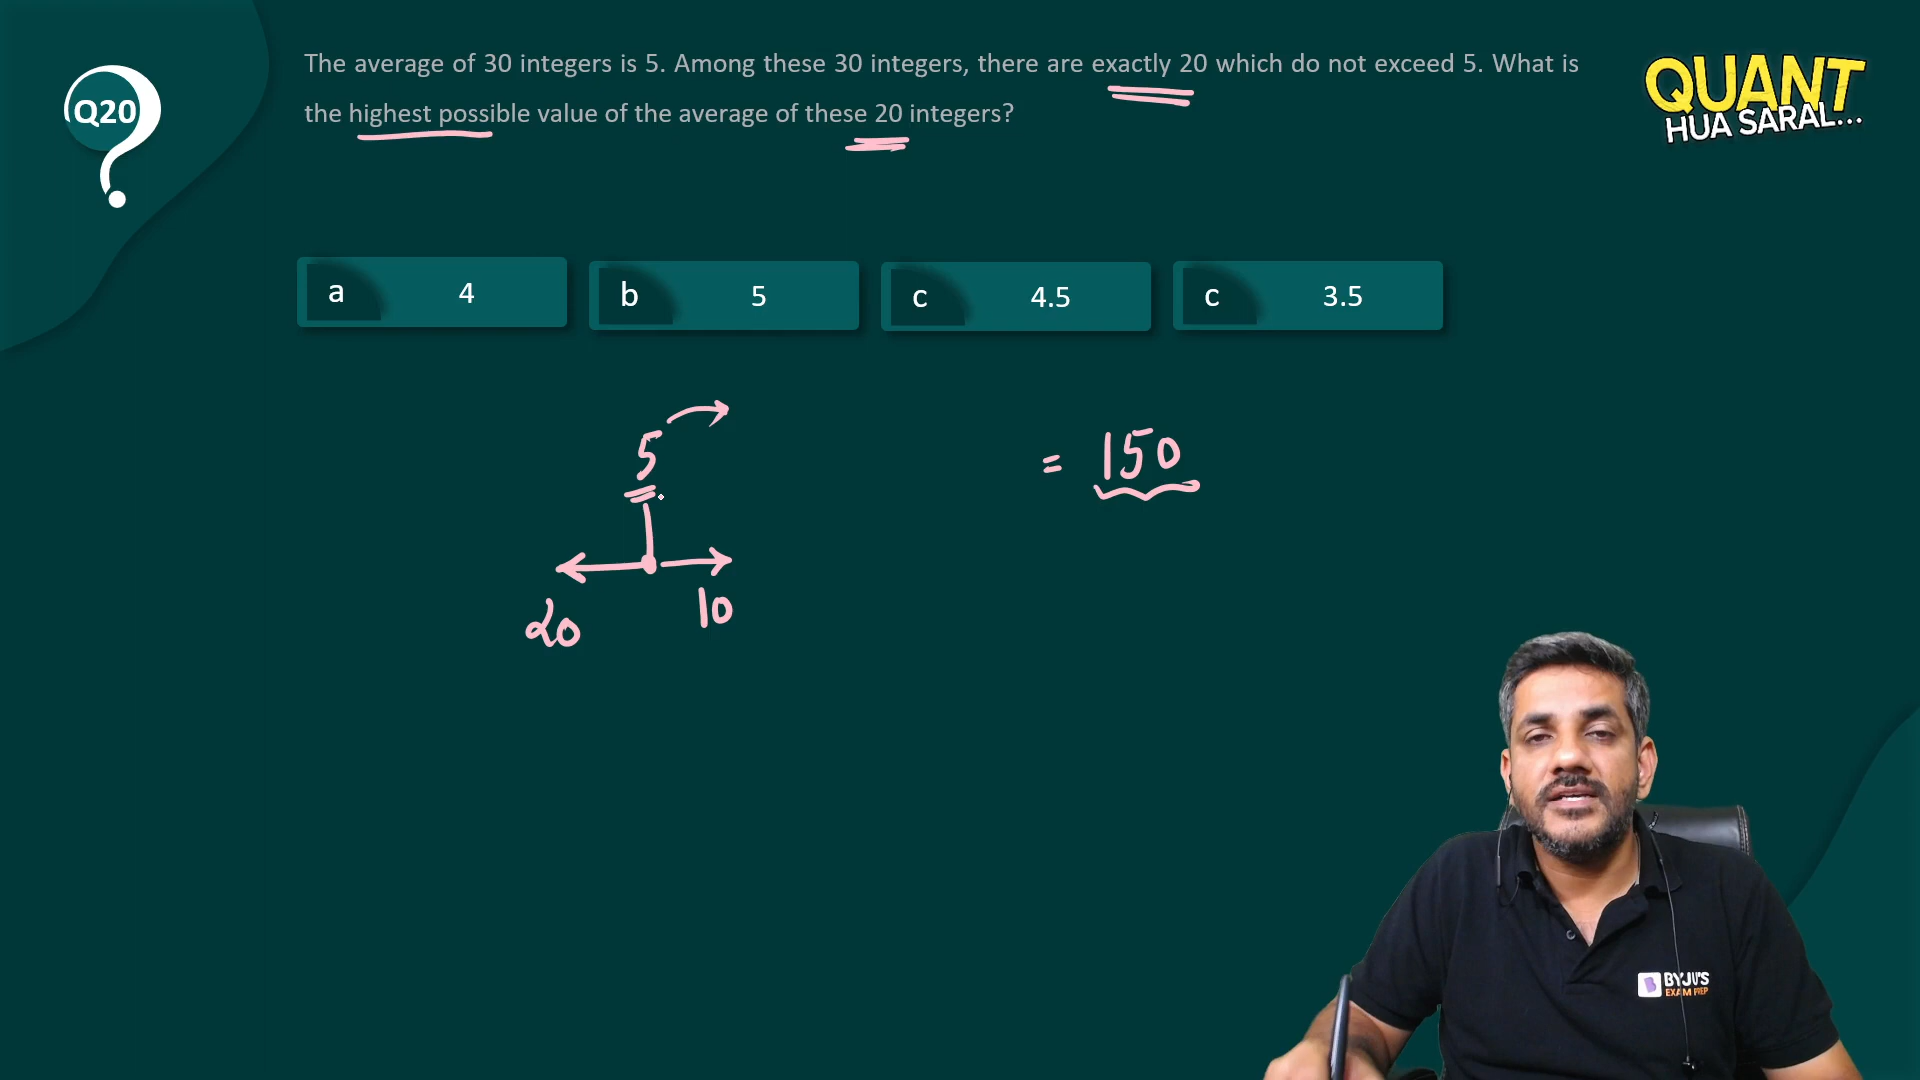 Q20
The average of 30 integers is 5. Among these 30 integers, there are exactly 20 which do not exceed 5. What is
the highest possible value of the average of these 20 integers?
QUANT
HUA SARAL...
a 4
b 5
c 4.5
c 3.5
5
= 150
20
10
BYJU'S
EXAM PREP